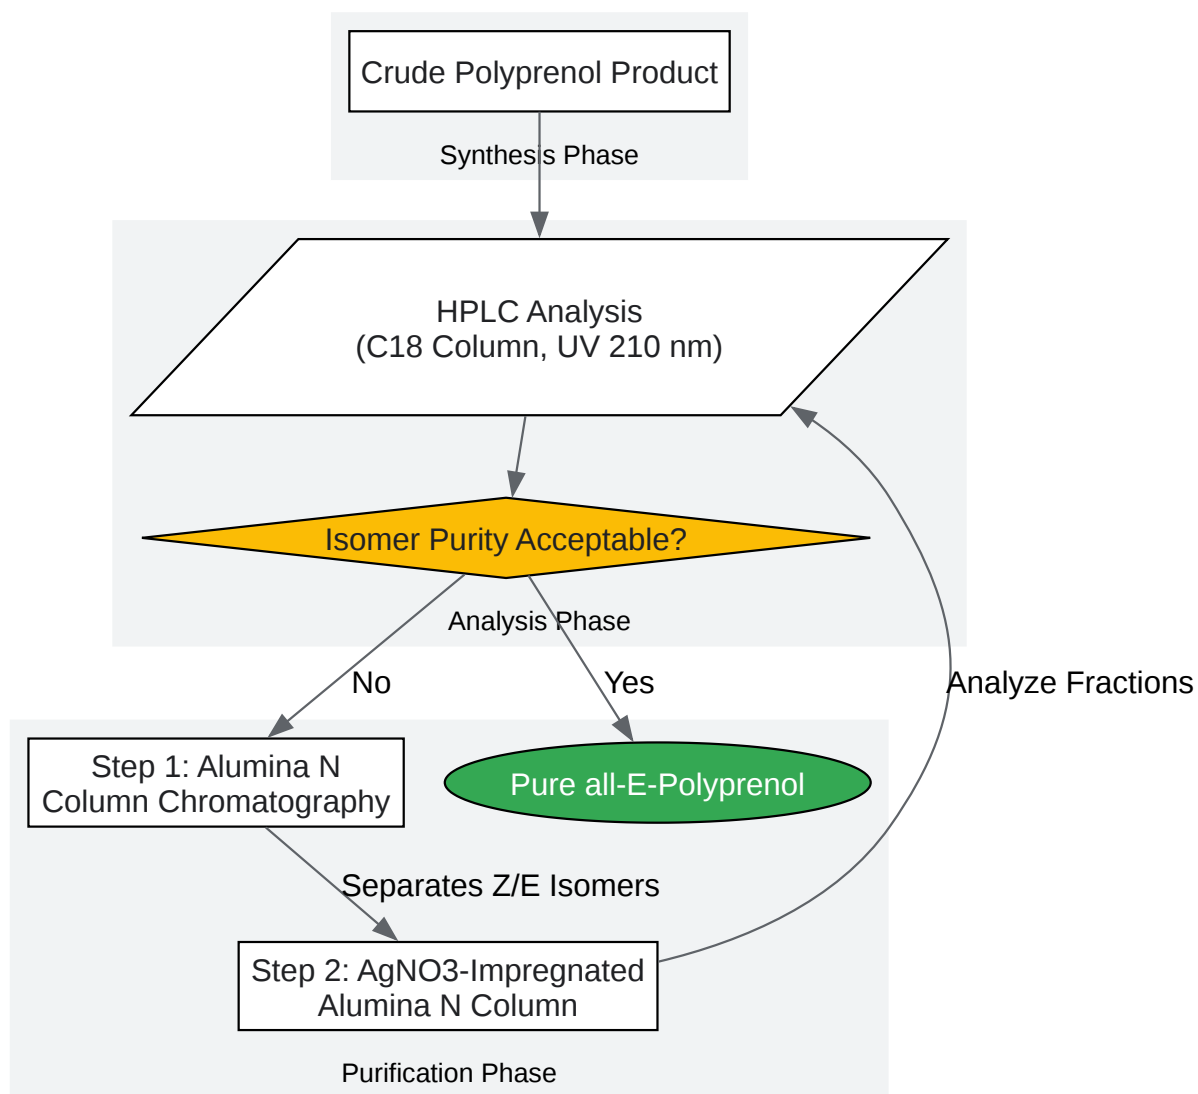 Crude Polyprenol Product
Synthesis Phase
HPLC Analysis
(C18 Column, UV 210 nm)
Isomer Purity Acceptable?
Analysis Phase
No
Yes
Analyze Fractions
Step 1: Alumina N
Column Chromatography
Pure all-E-Polyprenol
Separates Z/E Isomers
Step 2: AgNO3-Impregnated
Alumina N Column
Purification Phase